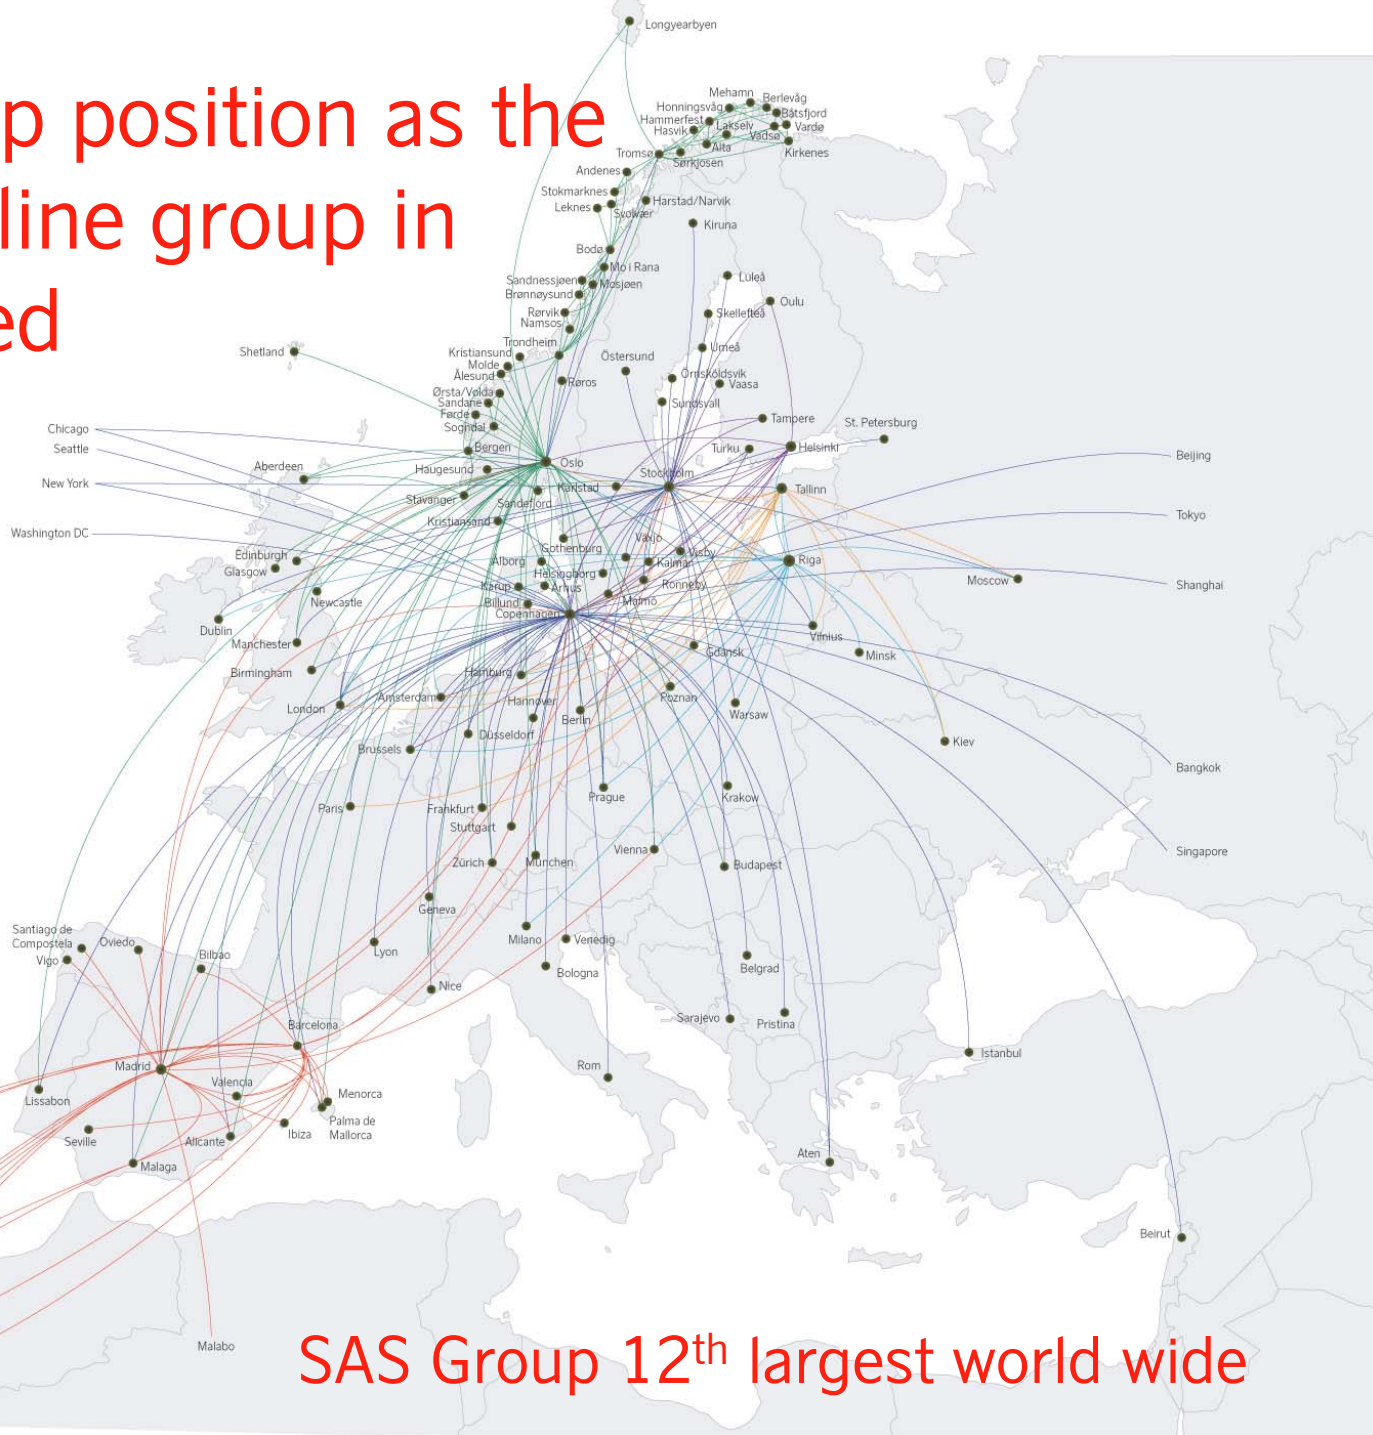 Longyearbyen
p position as the
line group in
ed
Mehamn
Berlevåg
Honningsvåg
Båtsfjord
Hammerfest
Lakselv
Vardø
Hasvik
Vadsø
Alta
Kirkenes
Tromsø
Sørkjosen
Andenes
Stokmarknes
Harstad/Narvik
Leknes
Svolvær
Kiruna
Bodø
Mo i Rana
Sandnessjøen
Mosjøen
Luleå
Brønnøysund
Oulu
Rørvik
Skellefteå
Namsos
Trondheim
Umeå
Shetland
Kristiansund
Östersund
Molde
Ålesund
Örnsköldsvik
Røros
Vaasa
Ørsta/Volda
Sandane
Sundsvall
Førde
Tampere
St. Petersburg
Sogndal
Chicago
Bergen
Turku
Helsinki
Seattle
Beijing
Aberdeen
Haugesund
Oslo
Stockholm
New York
Karlstad
Tallinn
Stavanger
Sandefjord
Tokyo
Kristiansand
Washington DC
Växjö
Gothenburg
Visby
Edinburgh
Alborg
Kalmar
Riga
Glasgow
Helsingborg
Moscow
Karup
Århus
Ronneby
Shanghai
Newcastle
Billund
Malmö
Copenhagen
Dublin
Vilnius
Manchester
Gdansk
Minsk
Birmingham
Hamburg
Amsterdam
Poznan
London
Hannover
Berlin
Warsaw
Düsseldorf
Brussels
Kiev
Bangkok
Prague
Krakow
Paris
Frankfurt
Stuttgart
Vienna
Singapore
Zürich
München
Budapest
Geneva
Santiago de
Compostela
Oviedo
Milano
Venedig
Vigo
Bilbao
Lyon
Bologna
Belgrad
Nice
Sarajevo
Pristina
Barcelona
Istanbul
Madrid
Rom
Valencia
Menorca
Lissabon
Palma de
Mallorca
Ibiza
Seville
Alicante
Aten
Malaga
Beirut
Malabo
SAS Group 12th largest world wide